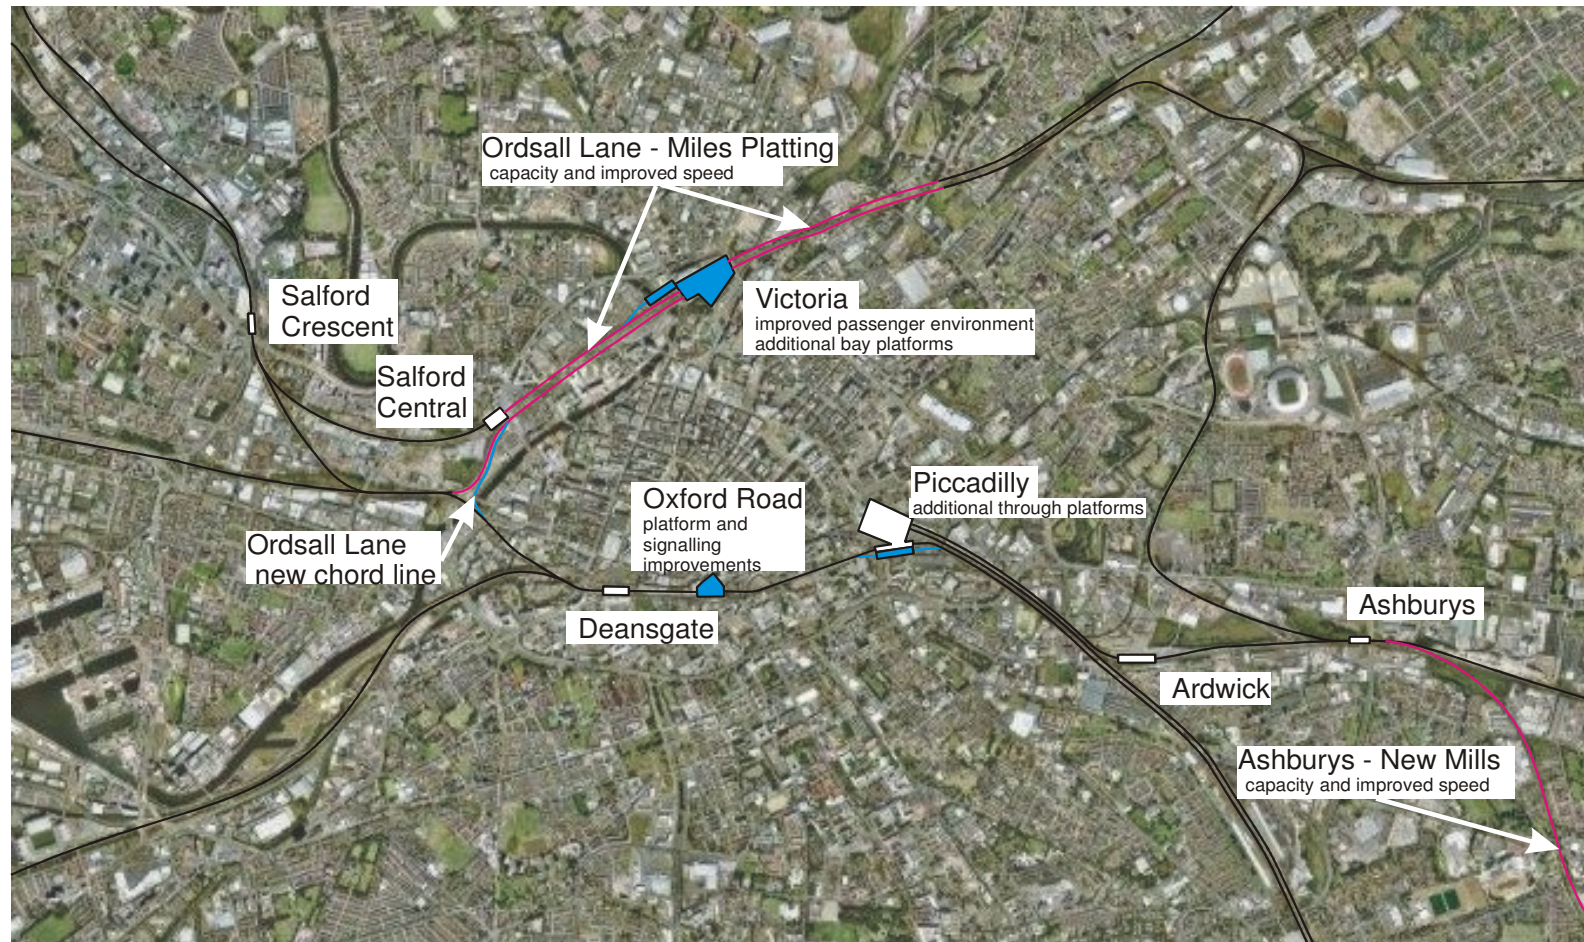 Ordsall Lane - Miles Platting
capacity and improved speed
Salford
Crescent
Victoria
improved passenger environment
additional bay platforms
Salford
Central
Piccadilly
additional through platforms
Oxford Road
platform and
signalling
improvements
Ordsall Lane
new chord line
Deansgate
Ashburys
Ardwick
Ashburys - New Mills
capacity and improved speed